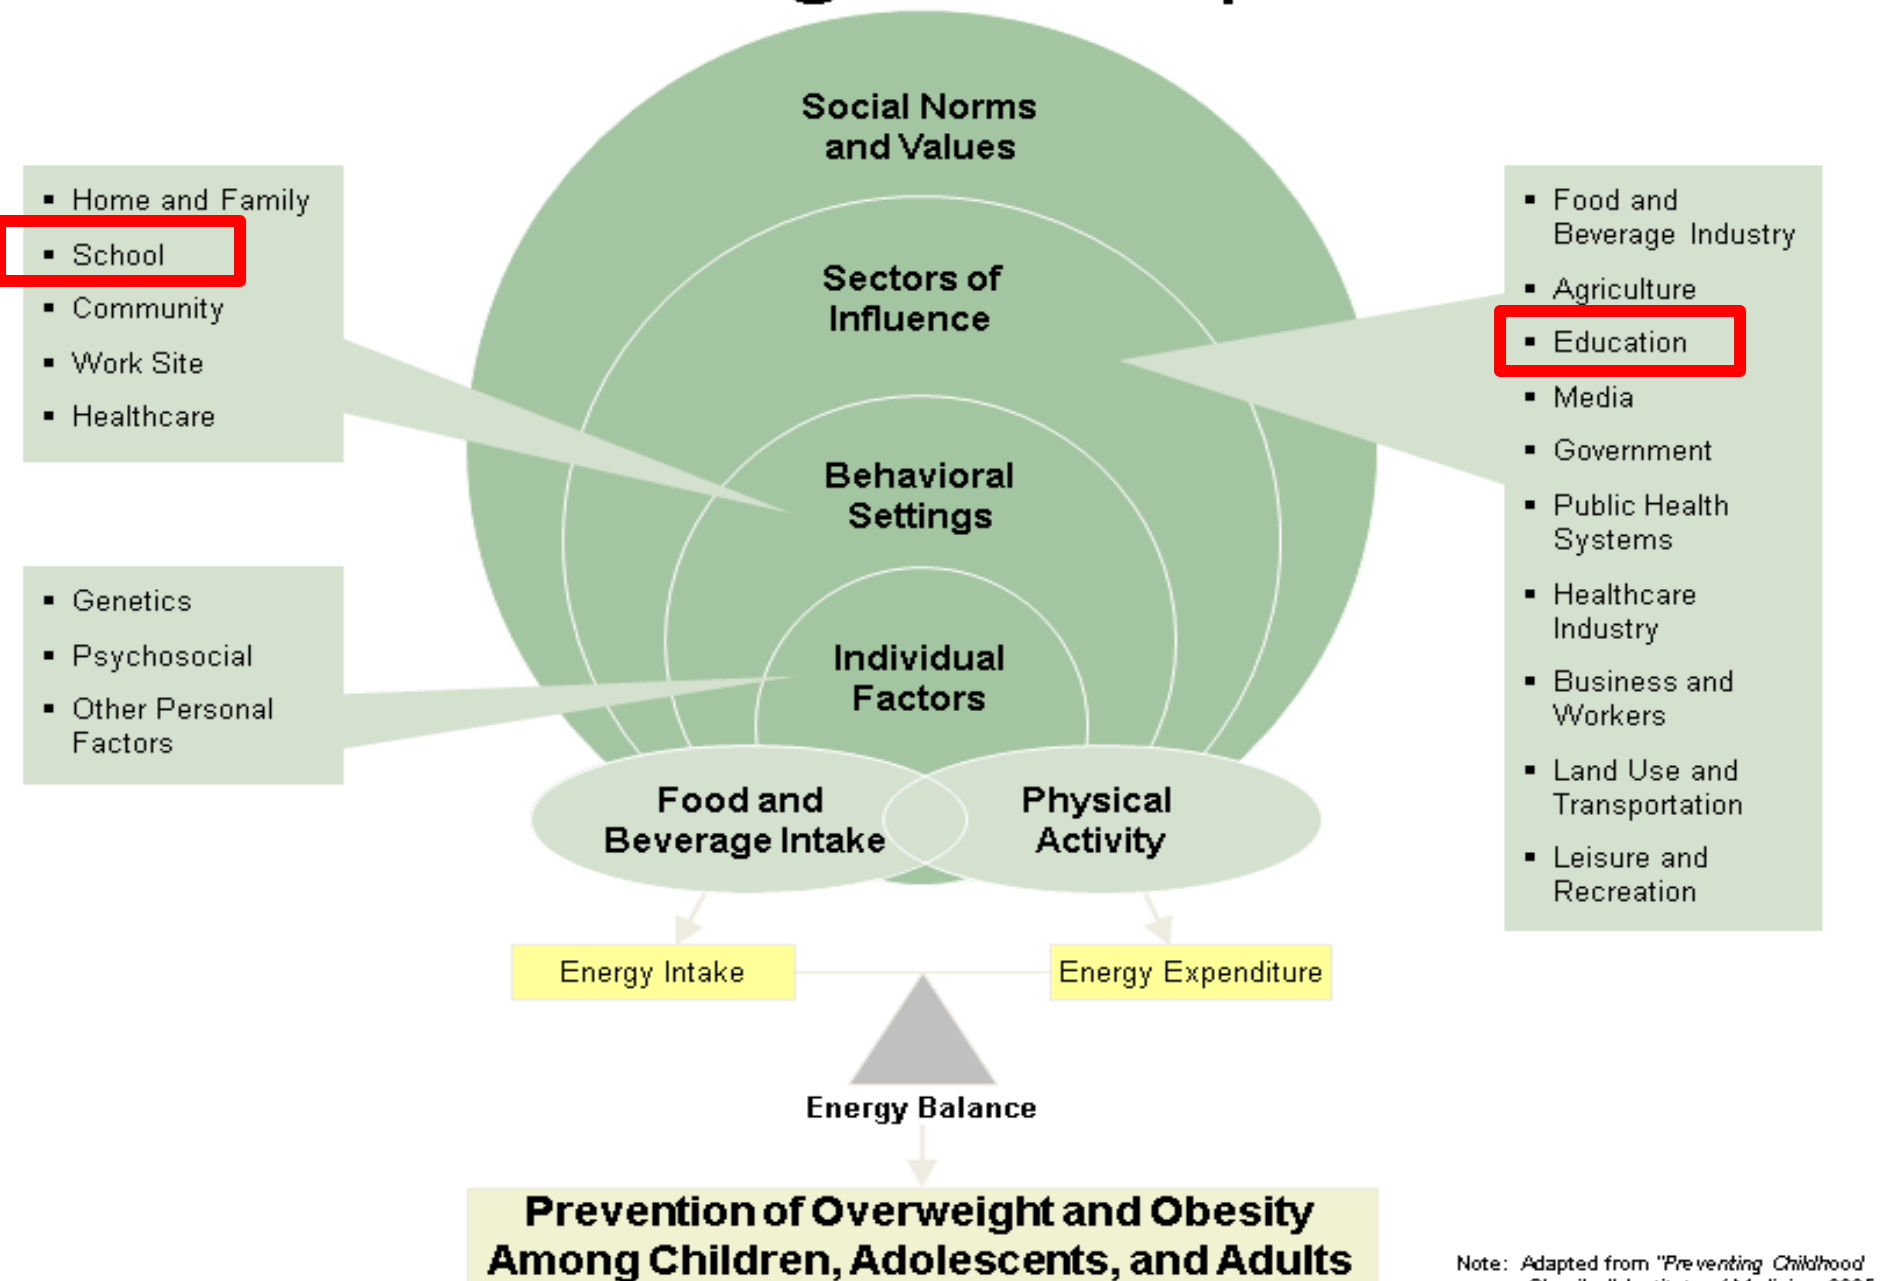 Social Norms
and Values
Sectors of
Influence
Behavioral
Settings
Individual
Factors
▪ Home and Family
▪ School
▪ Community
▪ Work Site
▪ Healthcare
▪ Genetics
▪ Psychosocial
▪ Other Personal
Factors
▪ Food and
Beverage Industry
▪ Agriculture
▪ Education
▪ Media
▪ Government
▪ Public Health
Systems
▪ Healthcare
Industry
▪ Business and
Workers
▪ Land Use and
Transportation
▪ Leisure and
Recreation
Food and
Beverage Intake
Physical
Activity
Energy Intake
Energy Expenditure
Energy Balance
Prevention of Overweight and Obesity
Among Children, Adolescents, and Adults
Note: Adapted from "Preventing Childhood